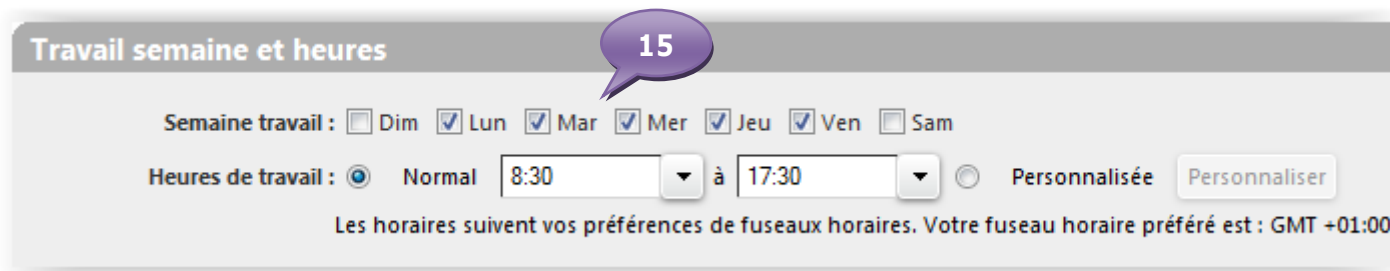 Travail semaine et heures
15
Semaine travail : Dim Lun Mar Mer Jeu Ven Sam
Heures de travail : Normal 8:30 à 17:30 Personnalisée Personnaliser
Les horaires suivent vos préférences de fuseaux horaires. Votre fuseau horaire préféré est : GMT +01:00